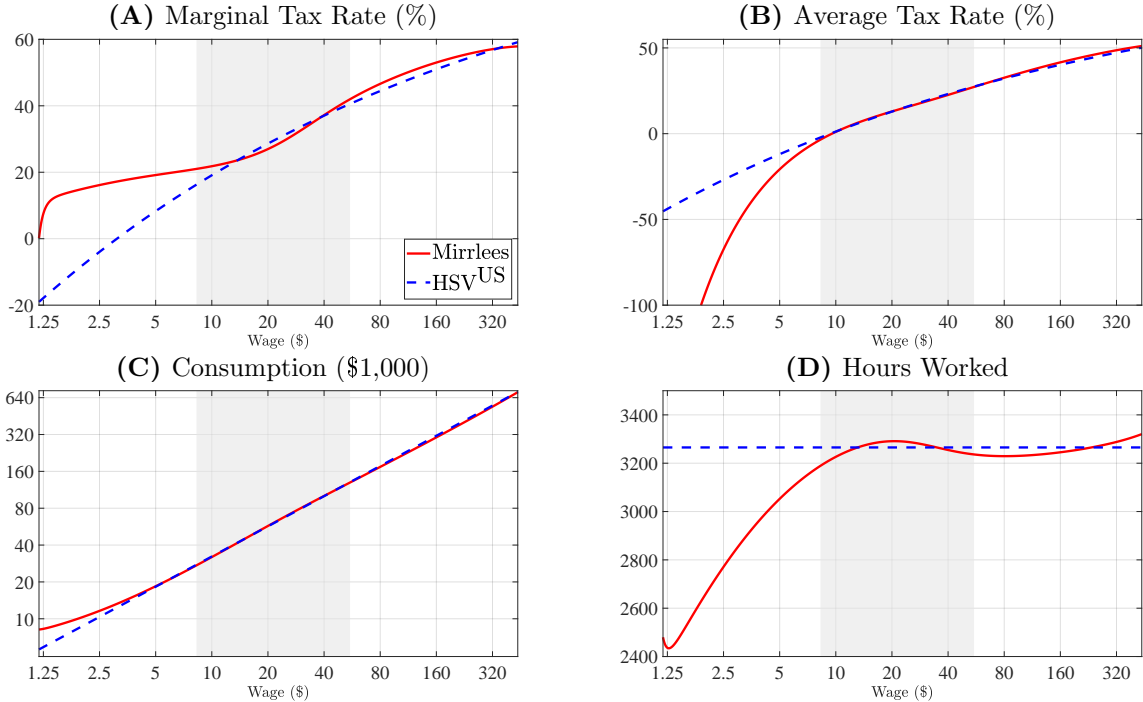 (A) Marginal Tax Rate (%)
60
40
20
0
-20
1.25 2.5 5 10 20 40 80 160 320
Wage ($)
Mirrlees
HSV^US
(B) Average Tax Rate (%)
50
0
-50
-100
1.25 2.5 5 10 20 40 80 160 320
Wage ($)
(C) Consumption ($1,000)
640
320
160
80
40
20
10
1.25 2.5 5 10 20 40 80 160 320
Wage ($)
(D) Hours Worked
3400
3200
3000
2800
2600
2400
1.25 2.5 5 10 20 40 80 160 320
Wage ($)